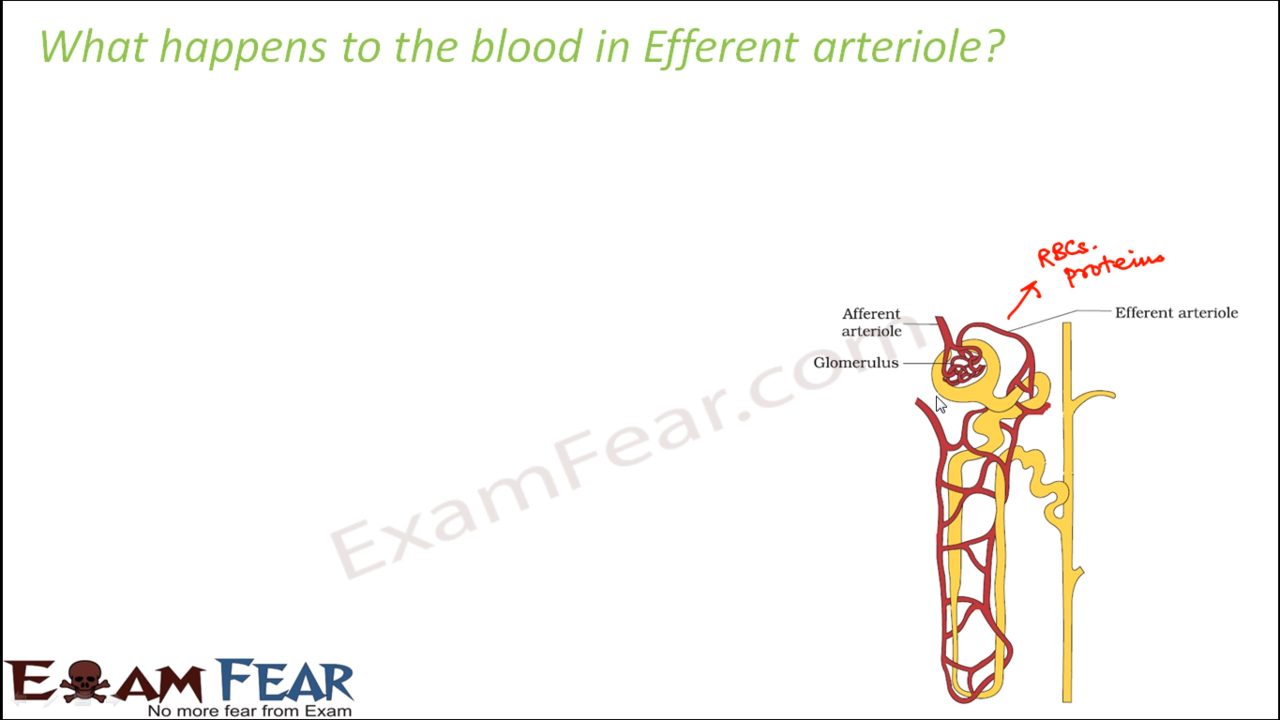 What happens to the blood in Efferent arteriole?
RBCs.
proteins
Afferent
arteriole
Efferent arteriole
Glomerulus
ExamFear.com
EXAM FEAR
No more fear from Exam